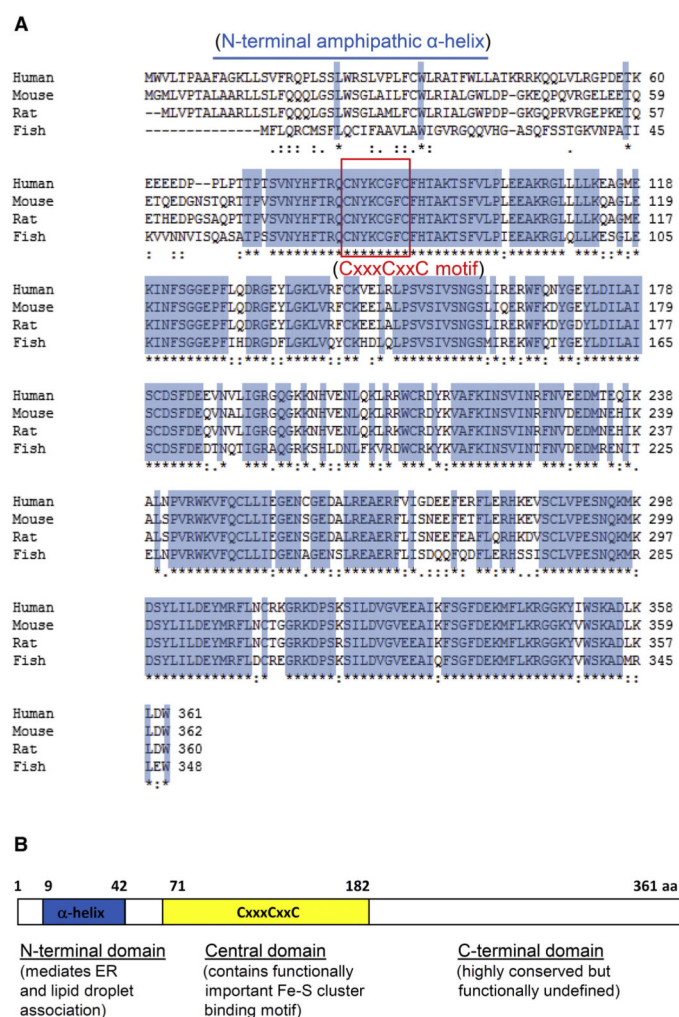 A
(N-terminal amphipathic α-helix)
Human MWVLTPAAFAGKLLSVFRQPLSSLWRSLVPLFCWLRATFWLLATKRRKQQLVLRGPDETK 60
Mouse MGMLVPTALAARLLSLFQQQLGSLWSGLAILFCWLRIALGWLDP-GKEQPQVRGELEETQ 59
Rat --MLVPTALAARLLSLFQQQLGSLWSGLAMLFCWLRIALGWPDP-GKGQPRVRGEPEETQ 57
Fish ---------------MFLQRCMSFLQCIFAAVLAWIGVRGQQVHG-ASQFSSTGKVNPATI 45
Human EEEEDP--PLPTTPTSVNYHFTRQCNYKCGFCFHTAKTSFVLPLEEAKRGLLLLKEAGME 118
Mouse ETQEDGNSTQRTTPVSVNYHFTRQCNYKCGFCFHTAKTSFVLPLEEAKRGLLLLKQAGLE 119
Rat ETHEDPGSAQPTTPVSVNYHFTRQCNYKCGFCFHTAKTSFVLPLEEAKRGLLLLKQAGME 117
Fish KVVNNVISQASATPSSVNYHFTRQCNYKCGFCFHTAKTSFVLPIEEAKRGLQLLKESGLE 105
(CxxxCxxC motif)
Human KINFSGGEPFLQDRGEYLGKLVRFCKVELRLPSVSIVSNGSLIRERWFQNYGEYLDILAI 178
Mouse KINFSGGEPFLQDRGEYLGKLVRFCKEELALPSVSIVSNGSLIRERWFKDYGEYLDILAI 179
Rat KINFSGGEPFLQDRGEYLGKLVRFCKEELALPSVSIVSNGSLIRERWFKDYGDYLDILAI 177
Fish KINFSGGEPFIHDRGDFLGKLVQYCKHDLQLPSVSIVSNGSMIREKWFQTYGEYLDILAI 165
Human SCDSFDEEVNVLIGRGQGKKNHVENLQKLRRWCRDYRVAFKINSVINRFNVEEDMTEQIK 238
Mouse SCDSFDEQVNALIGRGQGKKNHVENLQKLRRWCRDYKVAFKINSVINRFNVDEDMNEHIK 239
Rat SCDSFDEQVNVLIGRGQGKKNHVENLQKLRKWCRDYKVAFKINSVINRFNVDEDMNEHIK 237
Fish SCDSFDEDTNQTIGRAQGRKSHLDNLFKVRDWCRKYKVAFKINSVINTFNVDEDMRENIT 225
Human ALNPVRWKVFQCLLIEGENCGEDALREAERFVIGDEEFERFLERHKEVSCLVPESNQKMK 298
Mouse ALSPVRWKVFQCLLIEGENSGEDALREAERFLISNEEFETFLERHKEVSCLVPESNQKMK 299
Rat ALSPVRWKVFQCLLIEGENSGEDALREAERFLISNEEFEAFLQRHKDVSCLVPESNQKMK 297
Fish ELNPVRWKVFQCLLIDGENAGENSLREAERFLISDQQFQDFLERHSSISCLVPESNQKMR 285
Human DSYLILDEYMRFLNCRKGRKDPSKSILDVGVEEAIKFSGFDEKMFLKRGGKYIWSKADLK 358
Mouse DSYLILDEYMRFLNCTGGRKDPSKSILDVGVEEAIKFSGFDEKMFLKRGGKYVWSKADLK 359
Rat DSYLILDEYMRFLNCTGGRKDPSRSILDVGVEEAIKFSGFDEKMFLKRGGKYVWSKADLK 357
Fish DSYLILDEYMRFLDCREGRKDPSKSILDVGVEEAIQFSGFDEKMFLKRGGKYVWSKADMR 345
Human LDW 361
Mouse LDW 362
Rat LDW 360
Fish LEW 348
B
1 9 42 71 182 361 aa
α-helix CxxxCxxC
N-terminal domain Central domain C-terminal domain
(mediates ER (contains functionally (highly conserved but
and lipid droplet important Fe-S cluster functionally undefined)
association) binding motif)